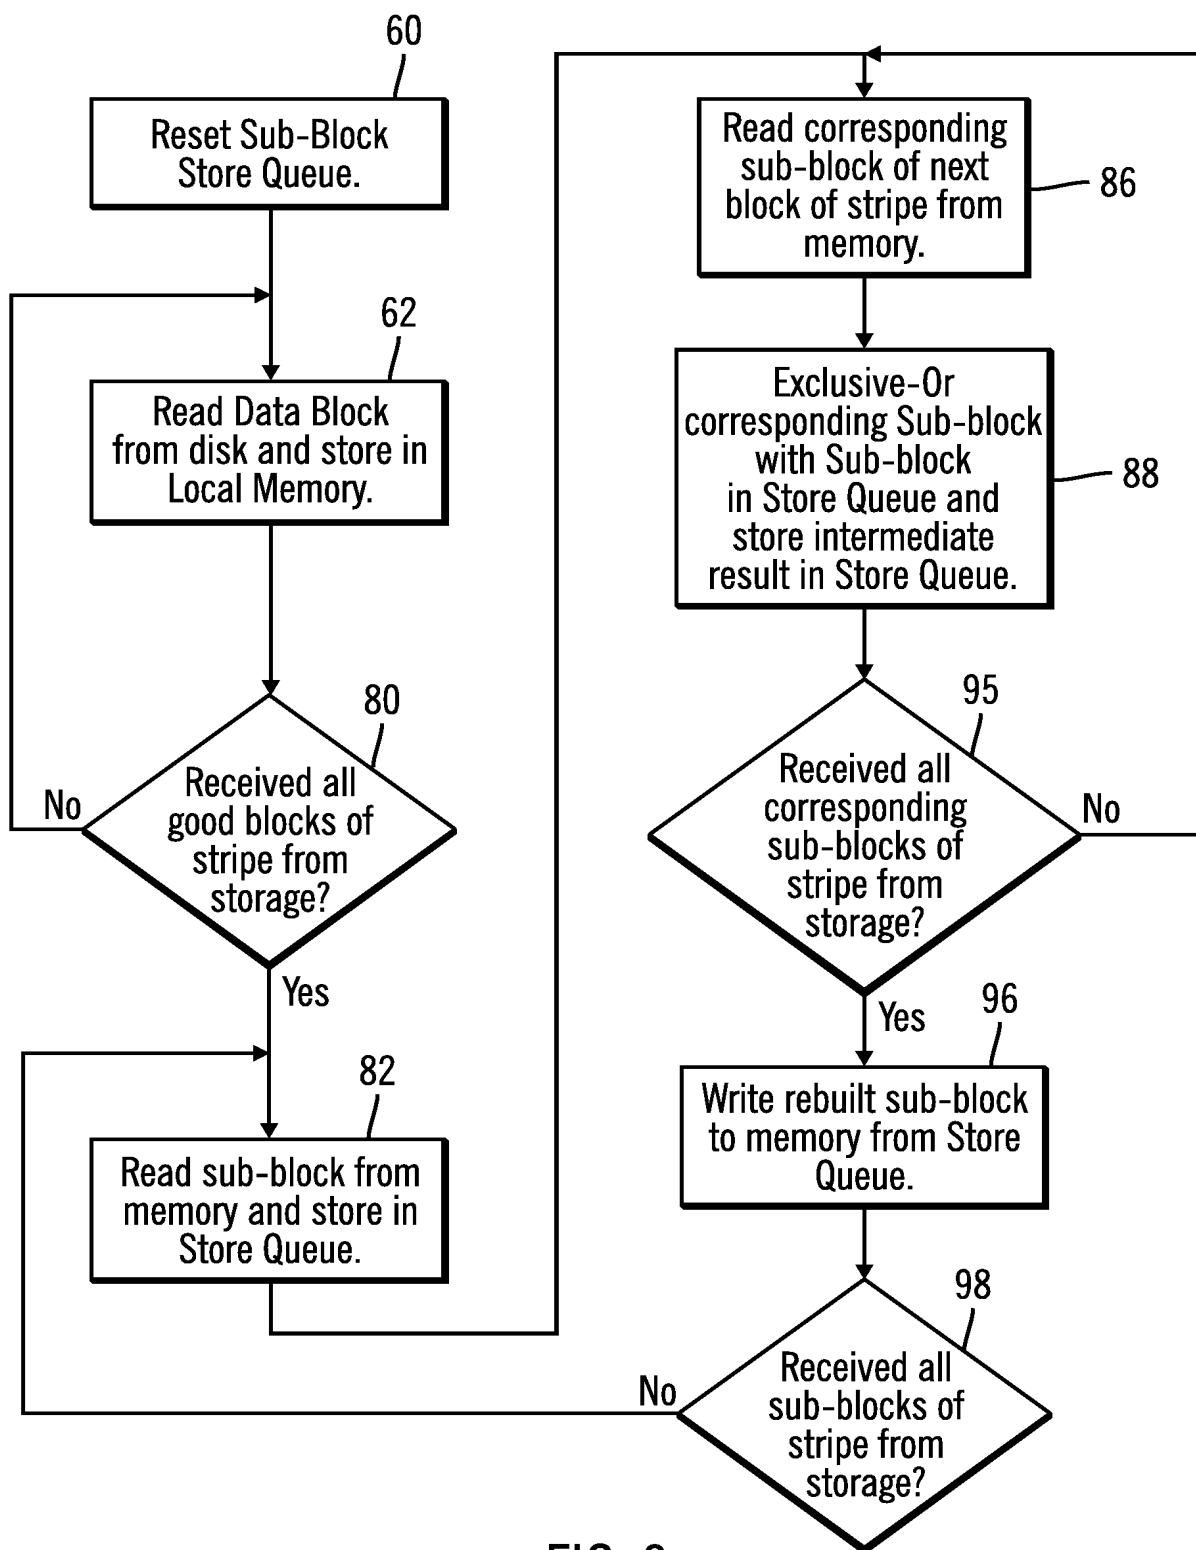 60
Reset Sub-Block
Store Queue.
62
Read Data Block
from disk and store in
Local Memory.
80
Received all
good blocks of
stripe from
storage?
No
Yes
82
Read sub-block from
memory and store in
Store Queue.
Read corresponding
sub-block of next
block of stripe from
memory.
86
Exclusive-Or
corresponding Sub-block
with Sub-block
in Store Queue and
store intermediate
result in Store Queue.
88
95
Received all
corresponding
sub-blocks of
stripe from
storage?
No
Yes
96
Write rebuilt sub-block
to memory from Store
Queue.
98
Received all
sub-blocks of
stripe from
storage?
No
FIG.